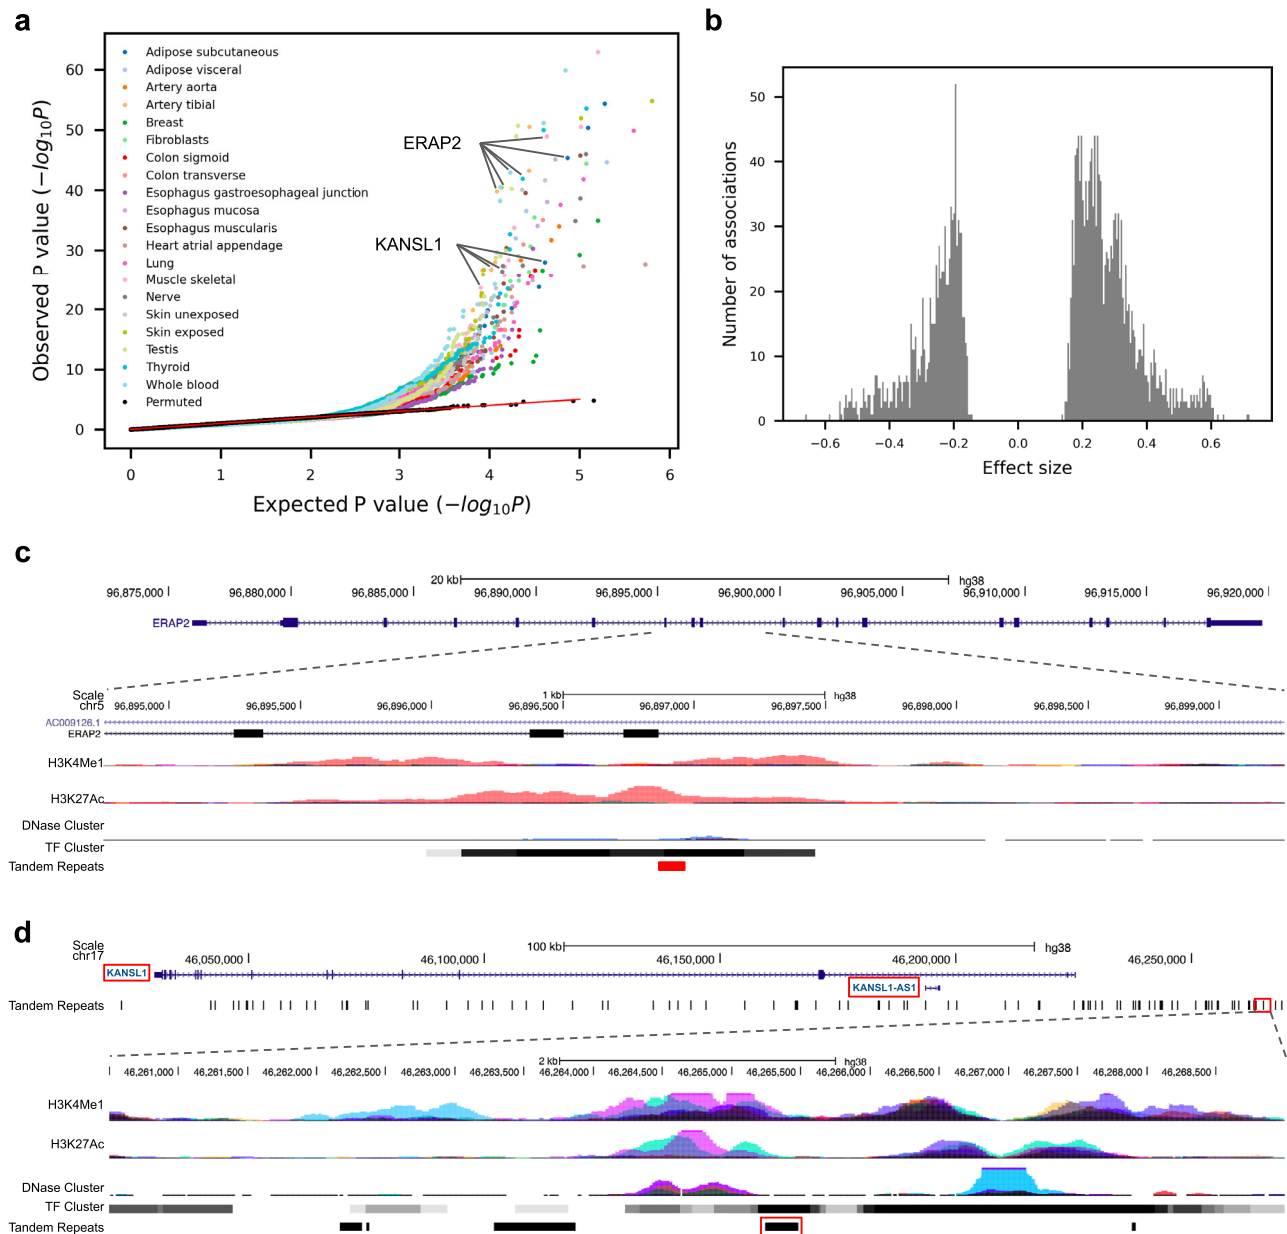 a
Observed P value (−log10P)
60
50
40
30
20
10
0
Adipose subcutaneous
Adipose visceral
Artery aorta
Artery tibial
Breast
Fibroblasts
Colon sigmoid
Colon transverse
Esophagus gastroesophageal junction
Esophagus mucosa
Esophagus muscularis
Heart atrial appendage
Lung
Muscle skeletal
Nerve
Skin unexposed
Skin exposed
Testis
Thyroid
Whole blood
Permuted
ERAP2
KANSL1
0 1 2 3 4 5 6
Expected P value (−log10P)
b
Number of associations
50
40
30
20
10
0
−0.6 −0.4 −0.2 0.0 0.2 0.4 0.6
Effect size
c
20 kb hg38
96,875,000 96,880,000 96,885,000 96,890,000 96,895,000 96,900,000 96,905,000 96,910,000 96,915,000 96,920,000
ERAP2
Scale 1 kb hg38
chr5 96,895,000 96,895,500 96,896,000 96,896,500 96,897,000 96,897,500 96,898,000 96,898,500 96,899,000
AC009126.1
ERAP2
H3K4Me1
H3K27Ac
DNase Cluster
TF Cluster
Tandem Repeats
d
Scale 100 kb hg38
chr17 46,050,000 46,100,000 46,150,000 46,200,000 46,250,000
KANSL1
KANSL1-AS1
Tandem Repeats
2 kb hg38
46,261,000 46,261,500 46,262,000 46,262,500 46,263,000 46,263,500 46,264,000 46,264,500 46,265,000 46,265,500 46,266,000 46,266,500 46,267,000 46,267,500 46,268,000 46,268,500
H3K4Me1
H3K27Ac
DNase Cluster
TF Cluster
Tandem Repeats